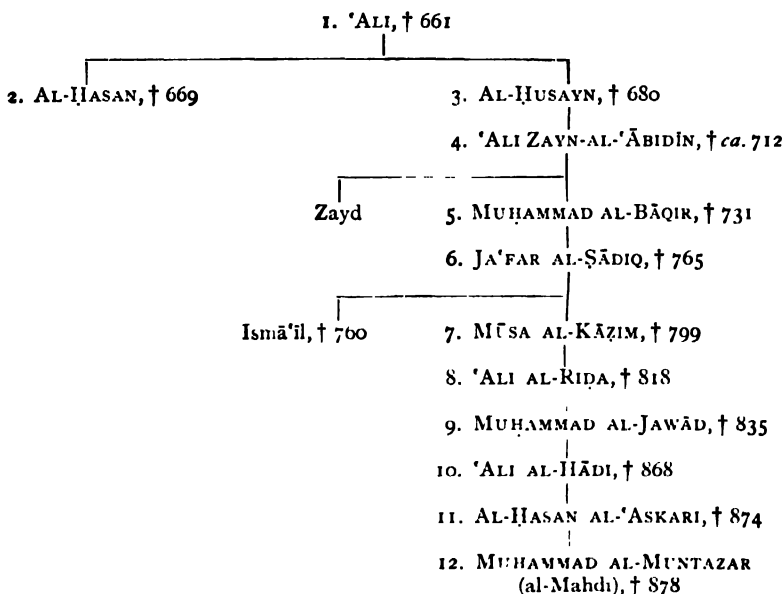 1. ‘ALI, † 661
2. AL-ḤASAN, † 669
3. AL-ḤUSAYN, † 680
4. ‘ALI ZAYN-AL-‘ĀBIDĪN, † ca. 712
Zayd
5. MUḤAMMAD AL-BĀQIR, † 731
6. JA‘FAR AL-ṢĀDIQ, † 765
Ismā‘īl, † 760
7. MŪSA AL-KĀẒIM, † 799
8. ‘ALI AL-RIḌA, † 818
9. MUḤAMMAD AL-JAWĀD, † 835
10. ‘ALI AL-HĀDI, † 868
11. AL-ḤASAN AL-‘ASKARI, † 874
12. MUḤAMMAD AL-MUNTAZAR
(al-Mahdi), † 878